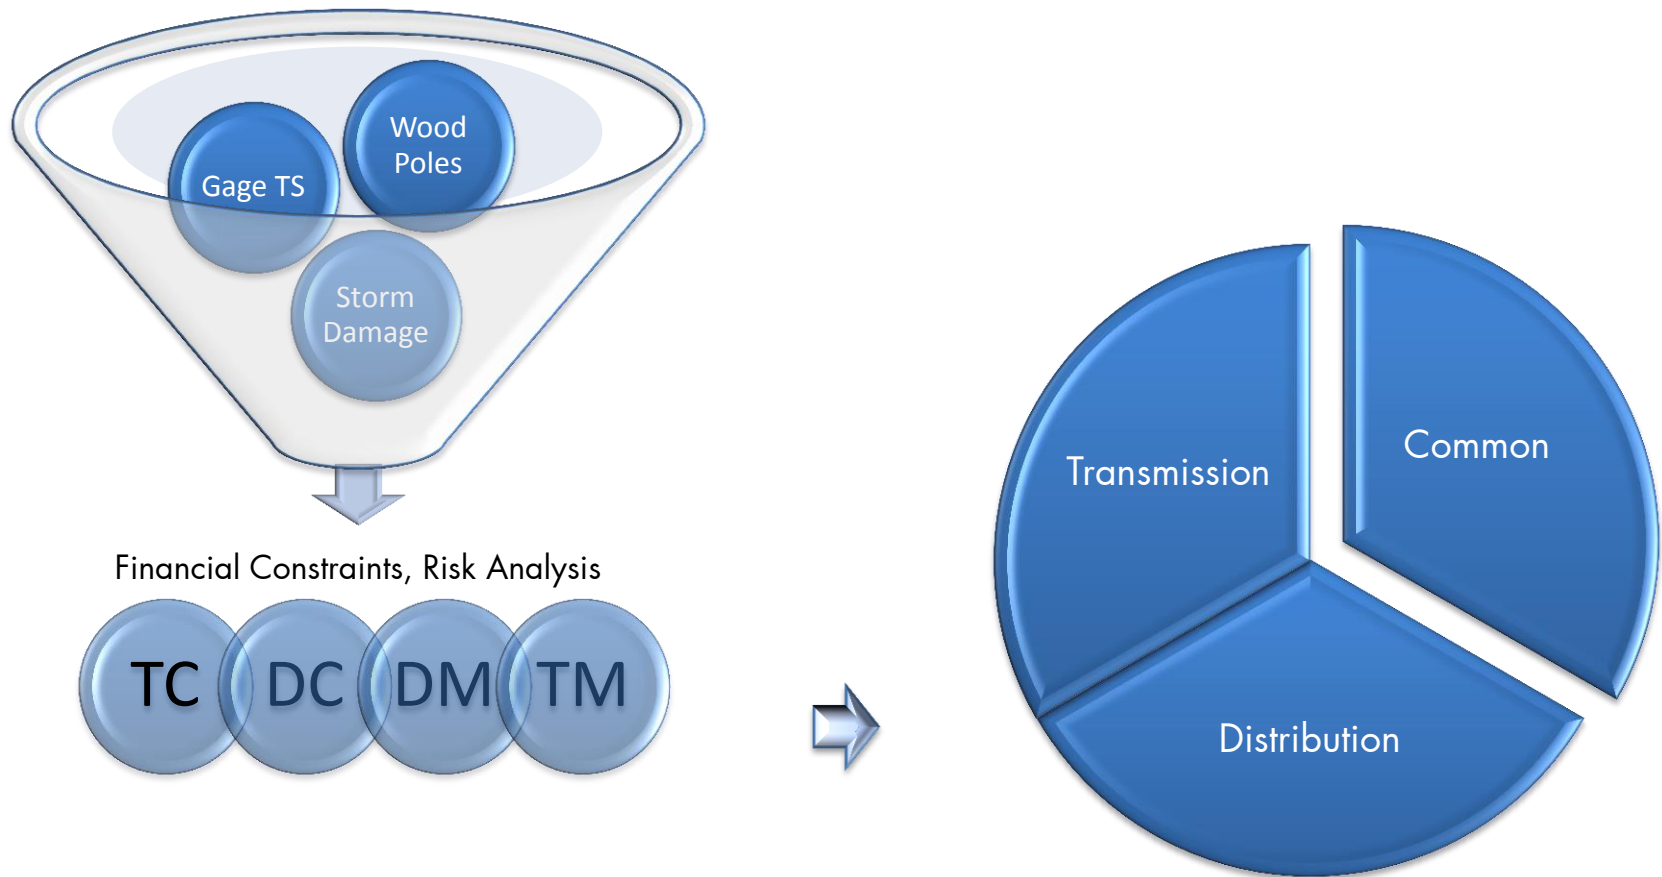 Wood
Poles
Gage TS
Storm
Damage
Financial Constraints, Risk Analysis
TC
DC
DM
TM
Transmission
Common
Distribution